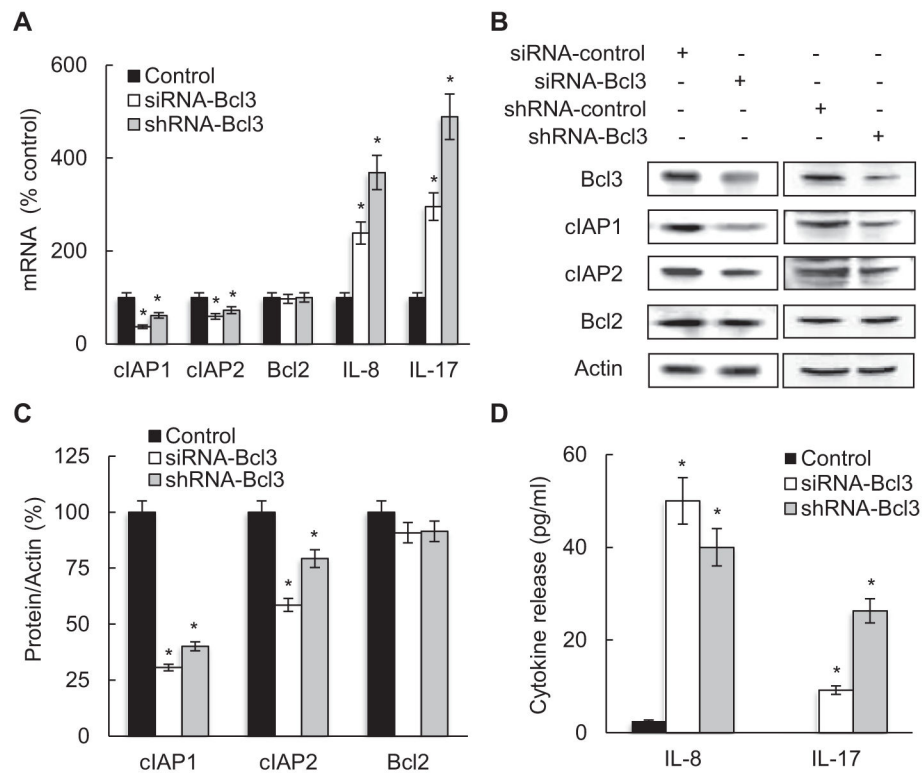 A
mRNA (% control)
600
400
200
0
Control
siRNA-Bcl3
shRNA-Bcl3
* * * * * * * *
cIAP1 cIAP2 Bcl2 IL-8 IL-17
B
siRNA-control + - - -
siRNA-Bcl3 - + - -
shRNA-control - - + -
shRNA-Bcl3 - - - +
Bcl3
cIAP1
cIAP2
Bcl2
Actin
C
Protein/Actin (%)
125
100
75
50
25
0
Control
siRNA-Bcl3
shRNA-Bcl3
* * * *
cIAP1 cIAP2 Bcl2
D
Cytokine release (pg/ml)
60
40
20
0
Control
siRNA-Bcl3
shRNA-Bcl3
* * * *
IL-8 IL-17